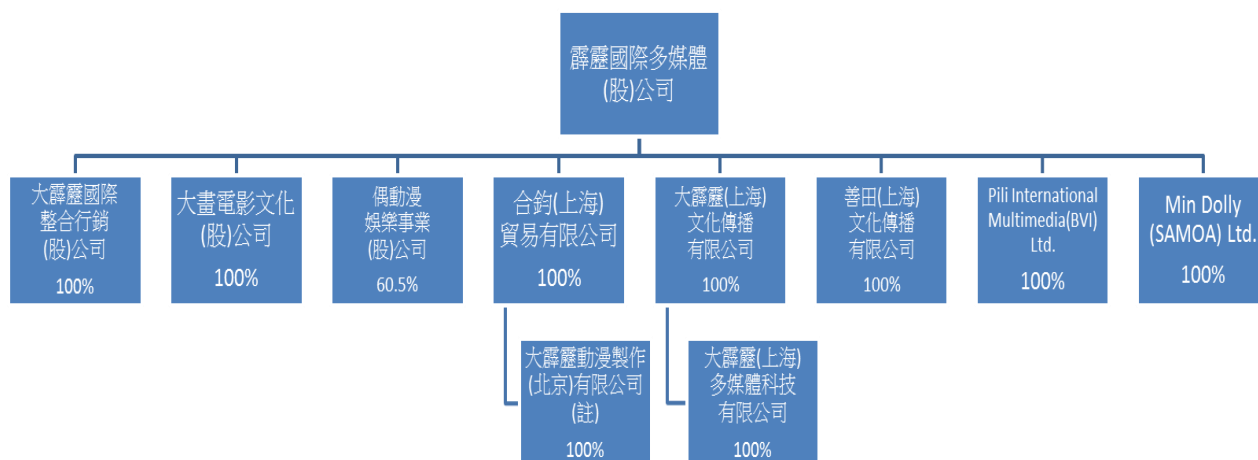 霹靂國際多媒體
(股)公司
大霹靂國際
整合行銷
(股)公司
100%
大畫電影文化
(股)公司
100%
偶動漫
娛樂事業
(股)公司
60.5%
合鈞(上海)
貿易有限公司
100%
大霹靂(上海)
文化傳播
有限公司
100%
善田(上海)
文化傳播
有限公司
100%
Pili International
Multimedia(BVI)
Ltd.
100%
Min Dolly
(SAMOA) Ltd.
100%
大霹靂動漫製作
(北京)有限公司
(註)
100%
大霹靂(上海)
多媒體科技
有限公司
100%